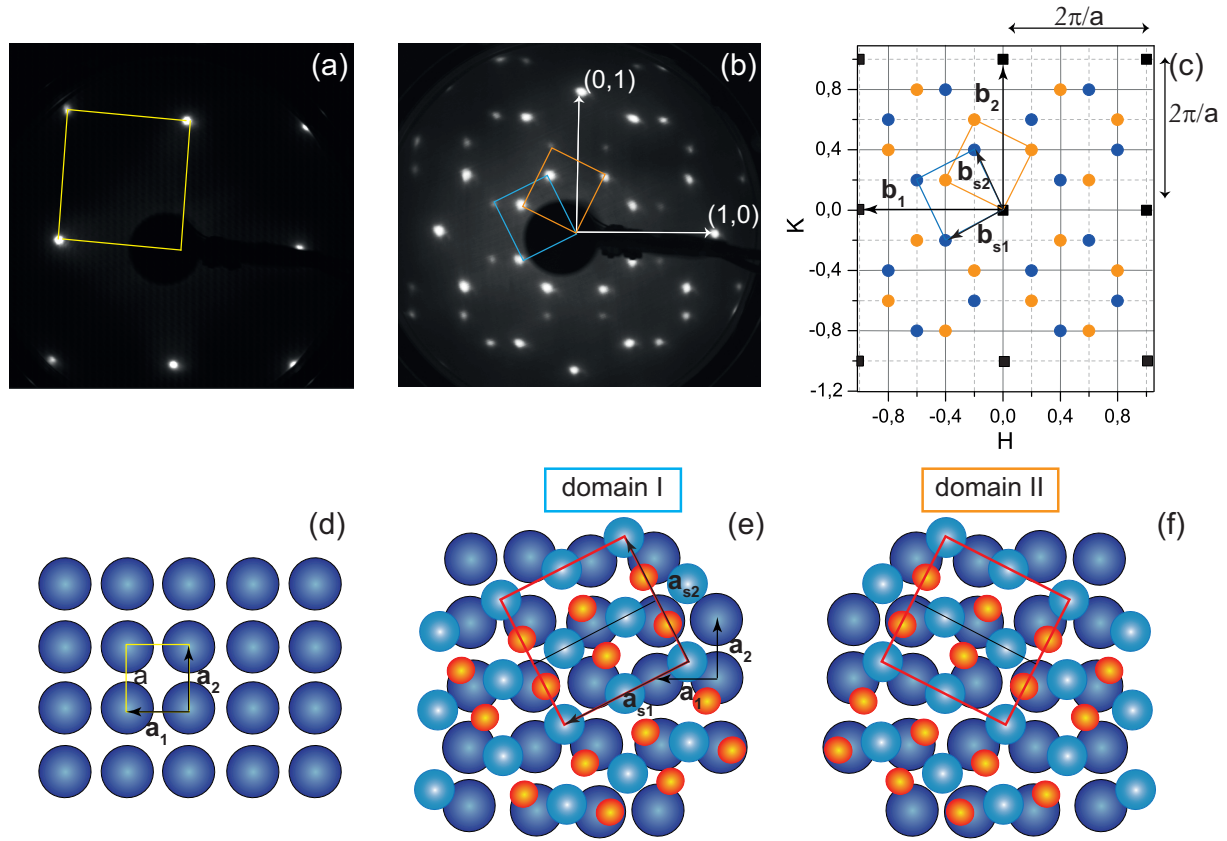 (a)
(b)
(0,1)
(1,0)
2π/a
(c)
2π/a
0,8
0,4
0,0
-0,4
-0,8
-1,2
K
b2
b1
bs2
bs1
-0,8 -0,4 0,0 0,4 0,8
H
domain I
domain II
(d)
a
a2
a1
(e)
as2
a2
as1
a1
(f)